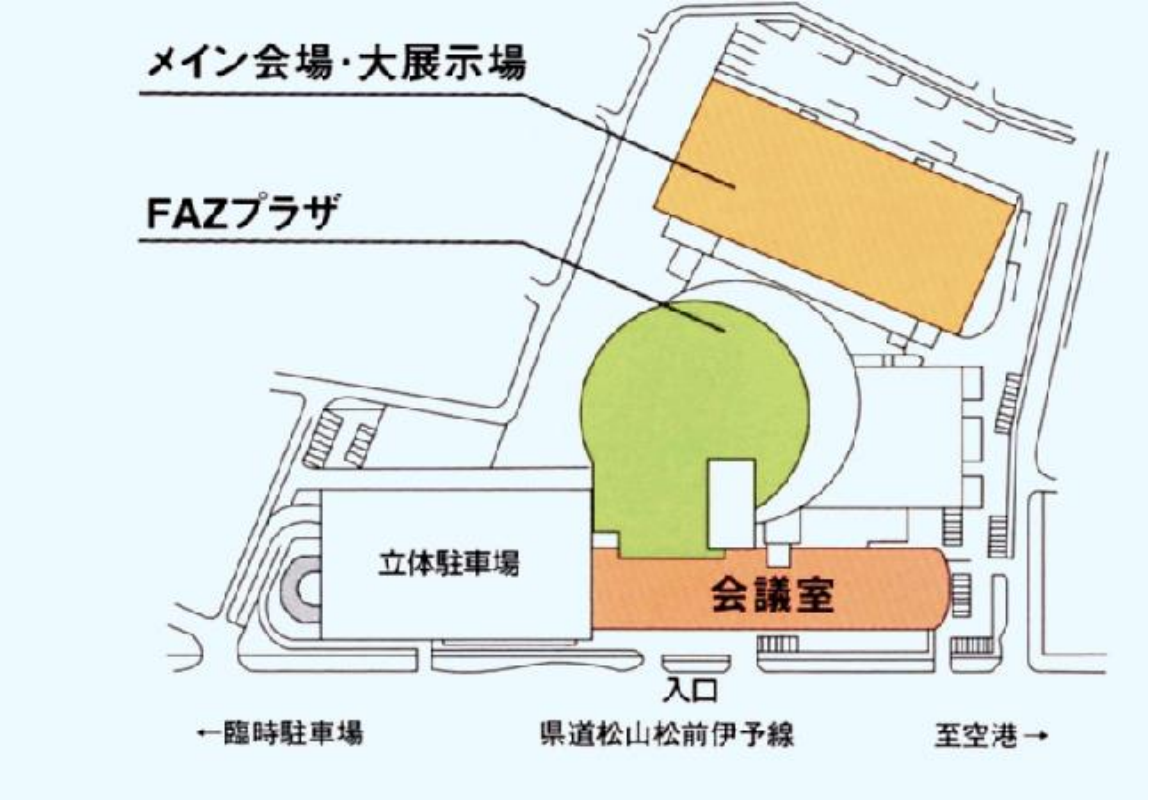 メイン会場・大展示場
FAZプラザ
立体駐車場
会議室
入口
←臨時駐車場
県道松山松前伊予線
至空港→